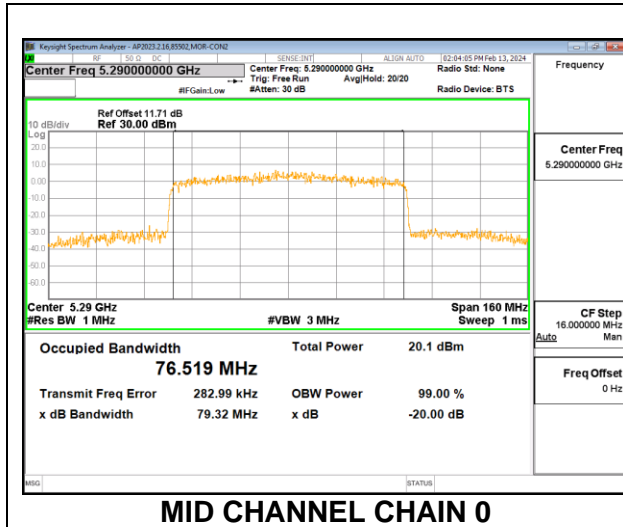 Keysight Spectrum Analyzer - AP2023.2.16,85502,MOR-CON2
RF 50 Ω DC SENSE:INT ALIGN AUTO 02:04:05 PM Feb 13, 2024
Center Freq 5.290000000 GHz Center Freq: 5.290000000 GHz Radio Std: None Frequency
Trig: Free Run Avg|Hold: 20/20
#IFGain:Low #Atten: 30 dB Radio Device: BTS
Ref Offset 11.71 dB
10 dB/div Ref 30.00 dBm
Log
20.0
10.0
0.00
-10.0
-20.0
-30.0
-40.0
-50.0
-60.0
Center Freq
5.290000000 GHz
Center 5.29 GHz Span 160 MHz
#Res BW 1 MHz #VBW 3 MHz Sweep 1 ms
CF Step
16.000000 MHz
Auto Man
Occupied Bandwidth Total Power 20.1 dBm
76.519 MHz
Freq Offset
0 Hz
Transmit Freq Error 282.99 kHz OBW Power 99.00 %
x dB Bandwidth 79.32 MHz x dB -20.00 dB
MSG STATUS
MID CHANNEL CHAIN 0